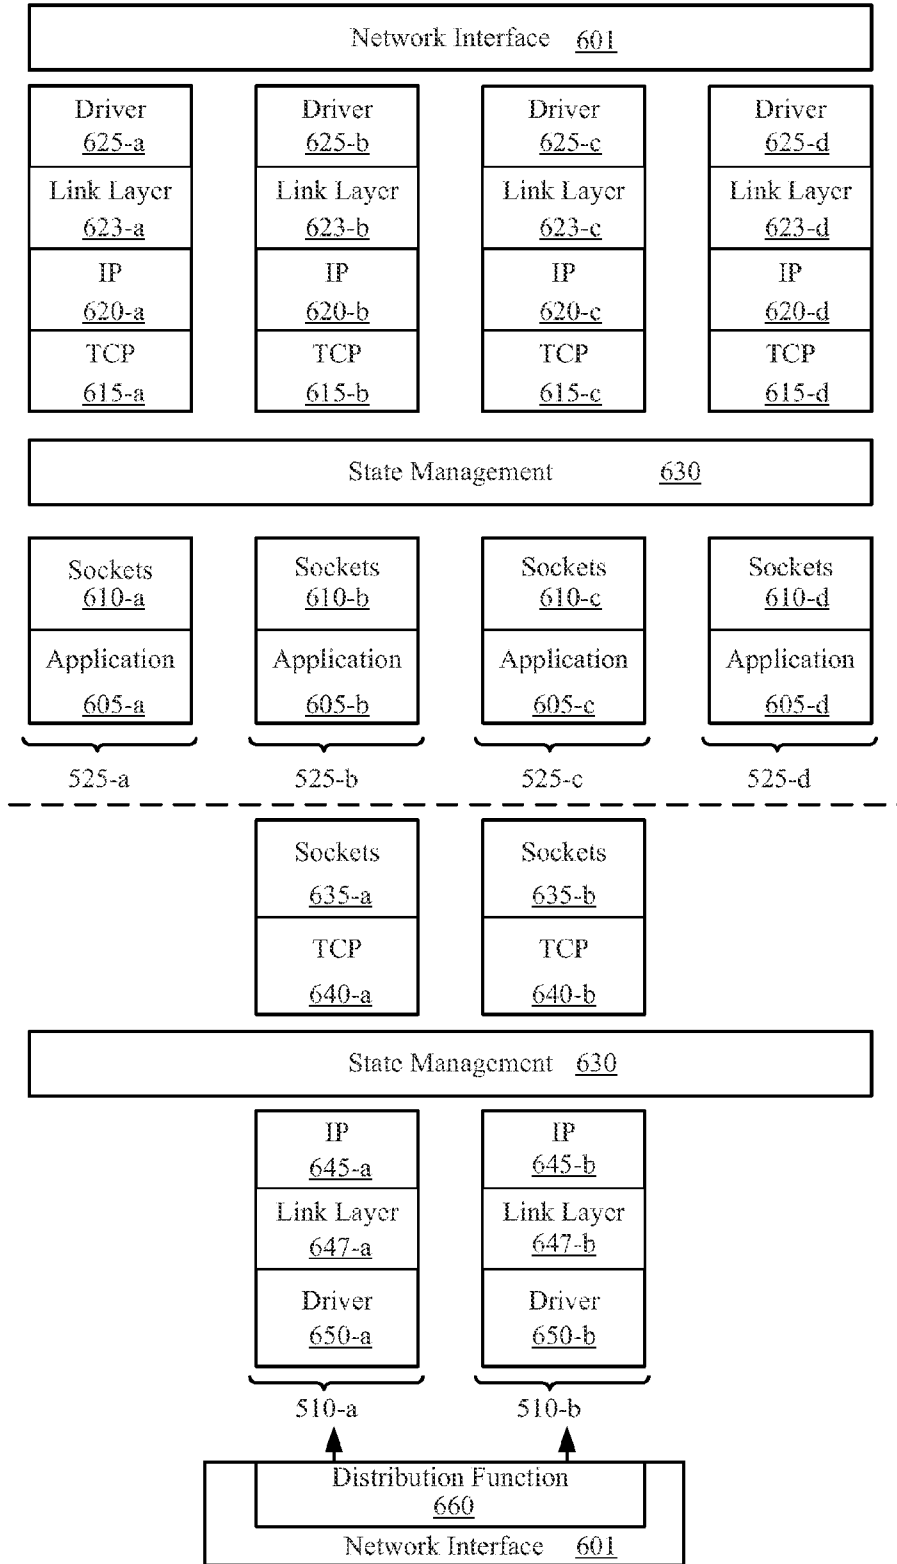 Network Interface 601
Driver Driver Driver Driver
625-a 625-b 625-c 625-d
Link Layer Link Layer Link Layer Link Layer
623-a 623-b 623-c 623-d
IP IP IP IP
620-a 620-b 620-c 620-d
TCP TCP TCP TCP
615-a 615-b 615-c 615-d
State Management 630
Sockets Sockets Sockets Sockets
610-a 610-b 610-c 610-d
Application Application Application Application
605-a 605-b 605-c 605-d
525-a 525-b 525-c 525-d
Sockets Sockets
635-a 635-b
TCP TCP
640-a 640-b
State Management 630
IP IP
645-a 645-b
Link Layer Link Layer
647-a 647-b
Driver Driver
650-a 650-b
510-a 510-b
Distribution Function
660
Network Interface 601